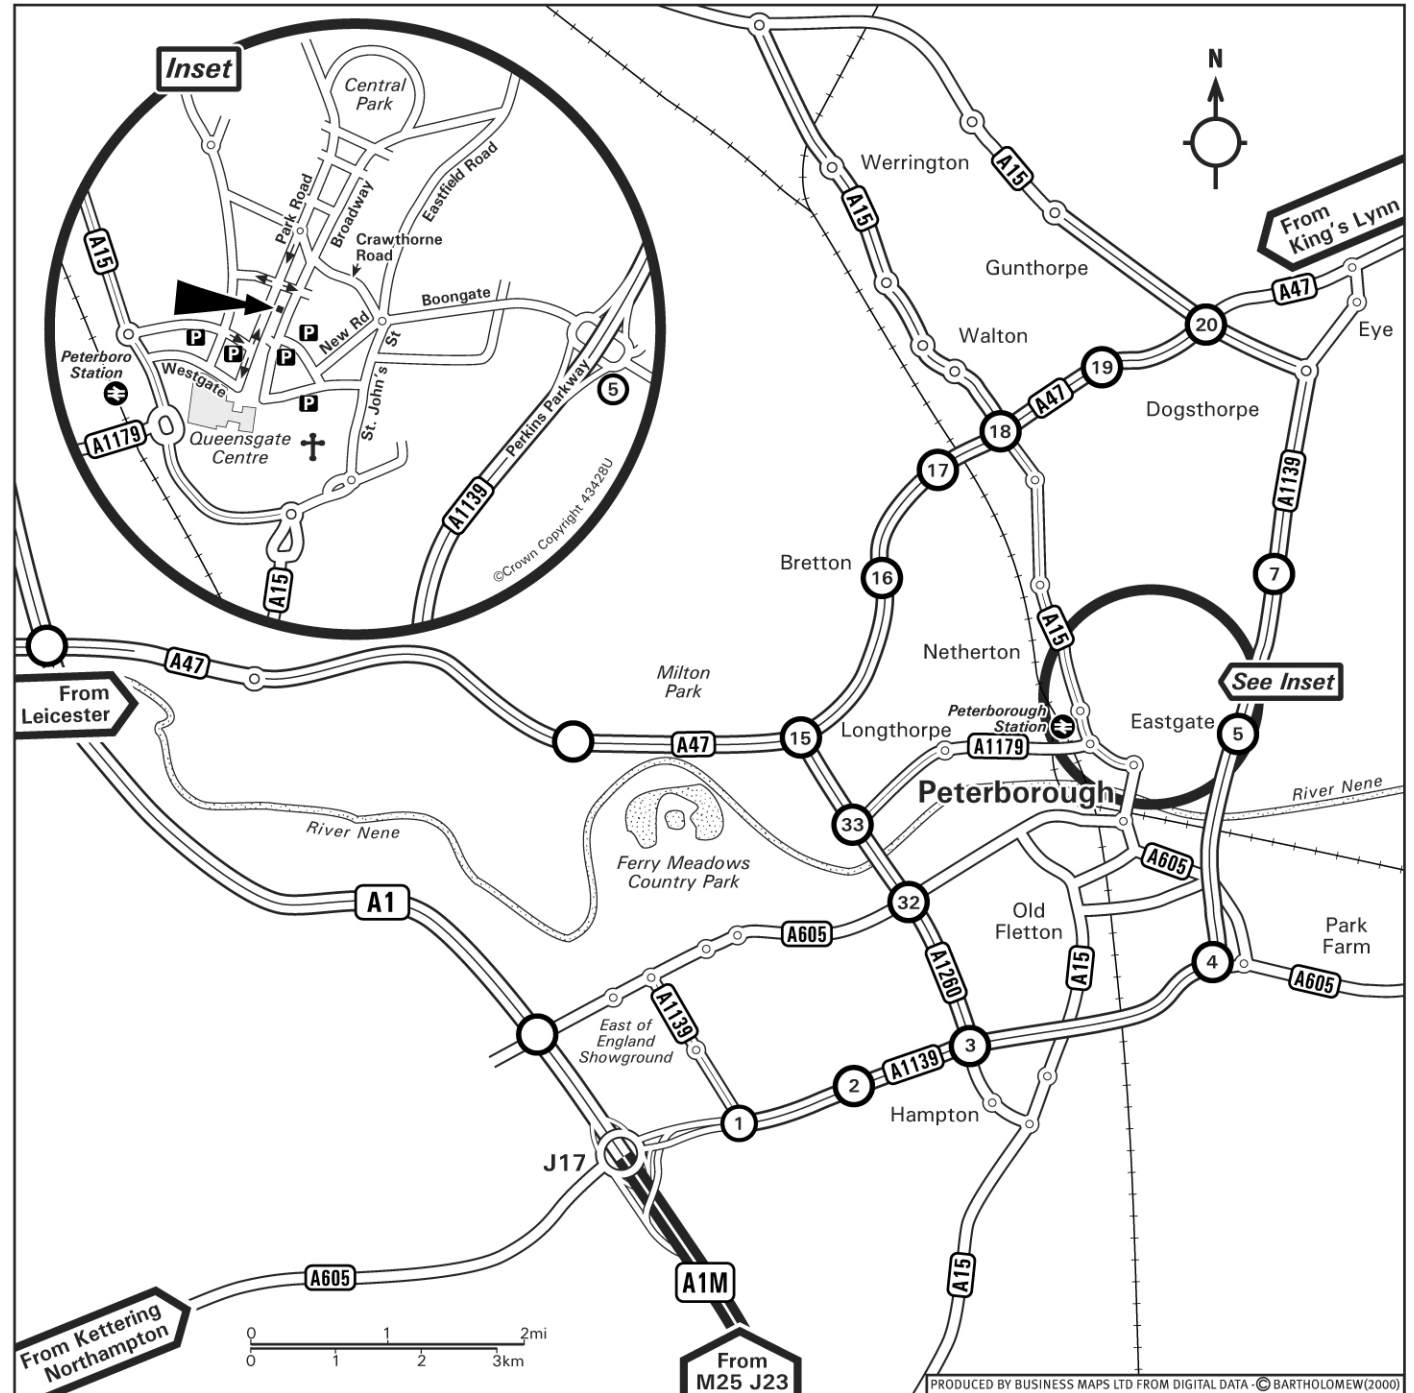 Inset
Central
Park
Eastfield Road
Park Road
Broadway
Crawthorne
Road
A15
Boongate
New Rd
St. John's
St
P
P
P
P
P
Peterboro
Station
Westgate
A1179
Queensgate
Centre
Perkins Parkway
5
A1139
A15
©Crown Copyright 43428U
N
Werrington
A15
A15
From
King's Lynn
Gunthorpe
A47
20
Eye
Walton
19
A47
Dogsthorpe
18
17
A1139
Bretton
16
7
A15
Netherton
A47
Milton
Park
See Inset
From
Leicester
Peterborough
Station
Eastgate
5
Longthorpe
15
A47
A1179
Peterborough
River Nene
33
River Nene
Ferry Meadows
Country Park
A605
A1
32
Old
Fletton
Park
Farm
A605
A1260
A15
4
A605
A1139
East of
England
Showground
3
A1139
2
1
Hampton
J17
A605
A1M
A15
From Kettering
Northampton
0 1 2mi
0 1 2 3km
From
M25 J23
PRODUCED BY BUSINESS MAPS LTD FROM DIGITAL DATA -© BARTHOLOMEW(2000)